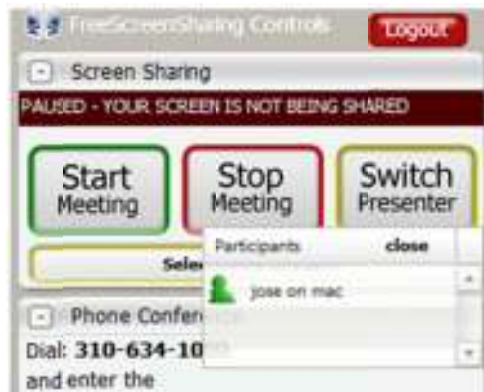 FreeScreenSharing Controls
Logout
Screen Sharing
PAUSED - YOUR SCREEN IS NOT BEING SHARED
Start
Meeting
Stop
Meeting
Switch
Presenter
Participants close
Selec
jose on mac
Phone Confer
Dial: 310-634-10
and enter the